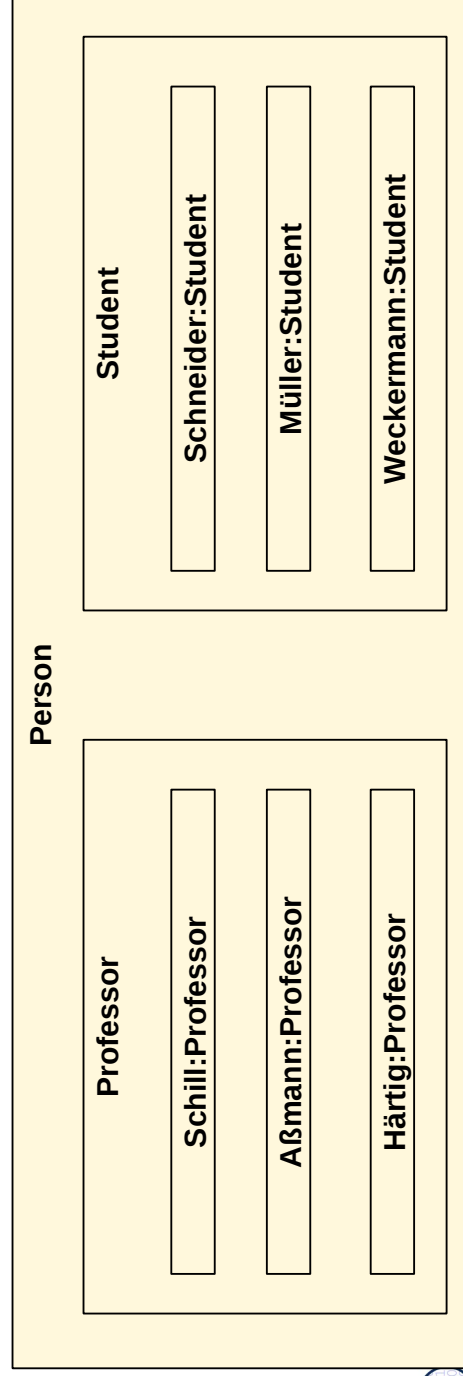 Person
Professor
Schill:Professor
Aßmann:Professor
Härtig:Professor
Student
Schneider:Student
Müller:Student
Weckermann:Student